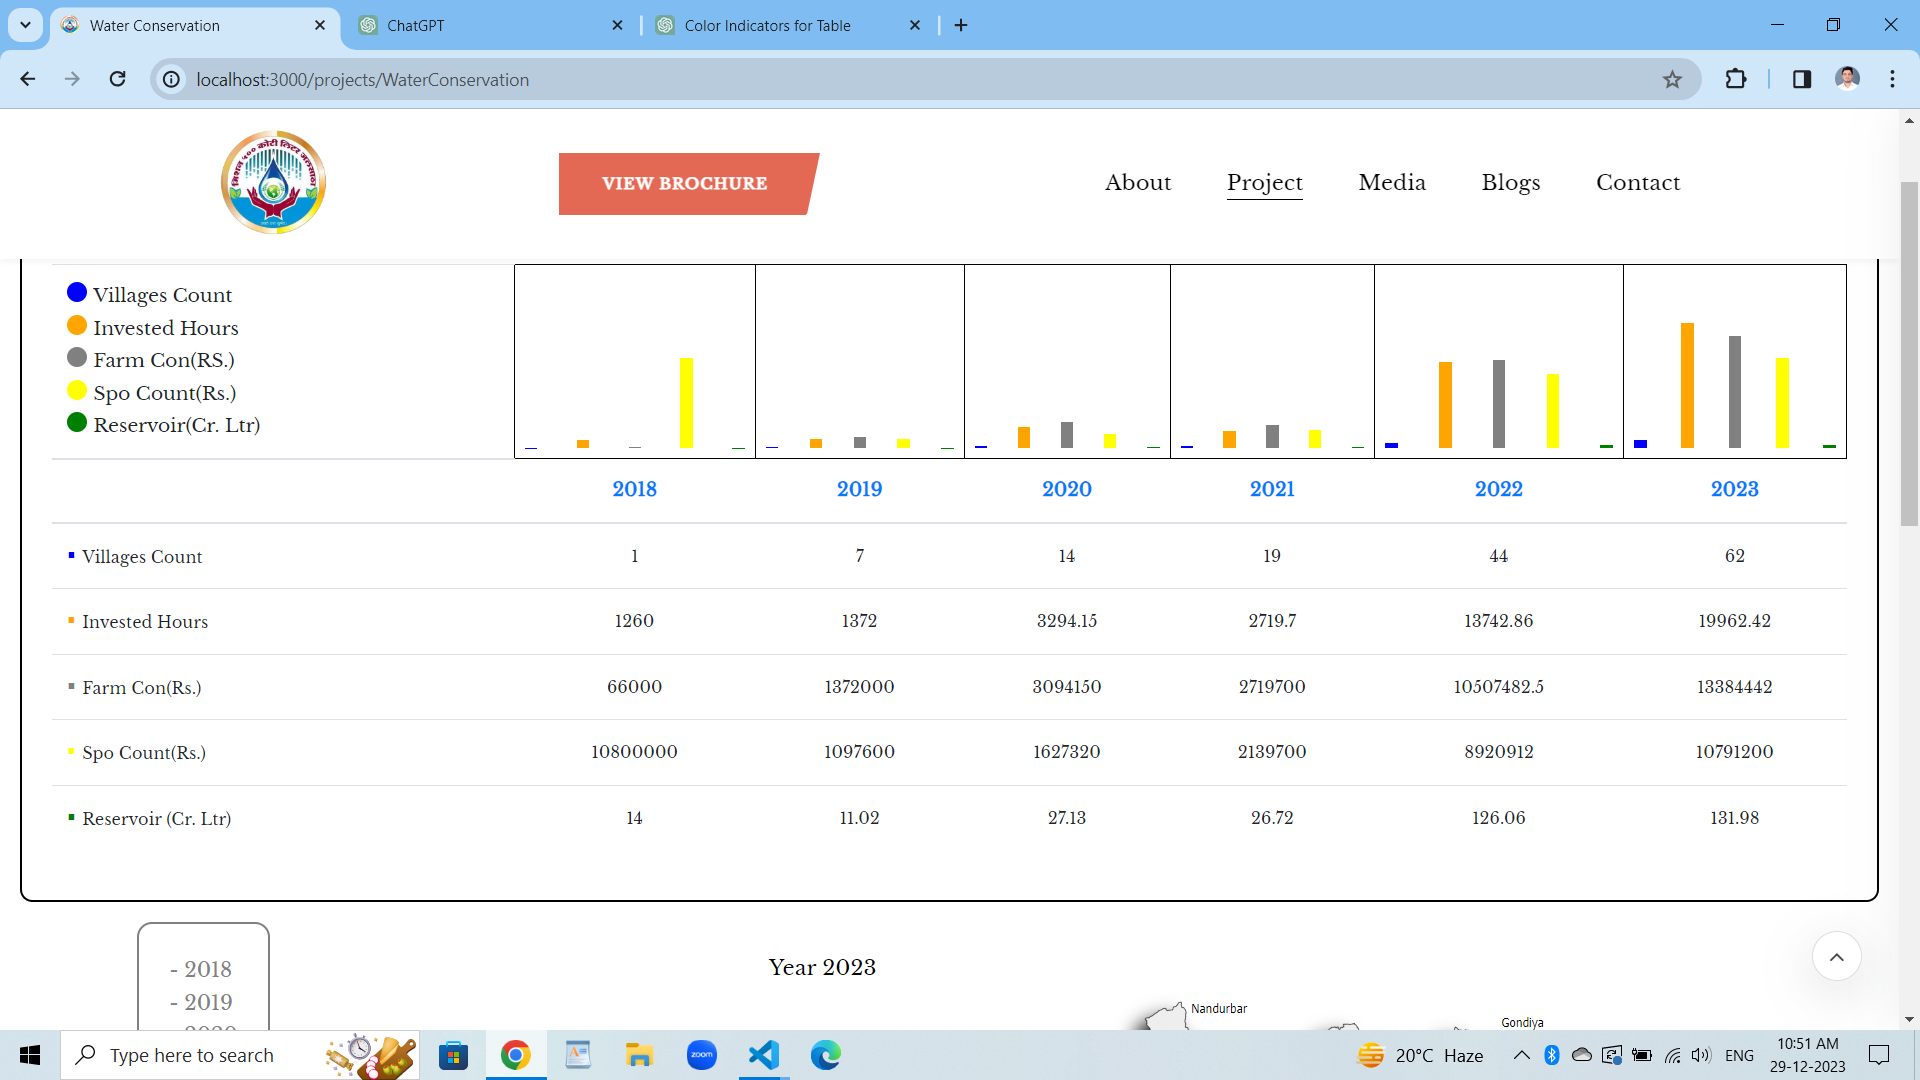 Water Conservation
ChatGPT
Color Indicators for Table
localhost:3000/projects/WaterConservation
मिशन ५०० कोटी लिटर जलसाठा
VIEW BROCHURE
About Project Media Blogs Contact
Villages Count
Invested Hours
Farm Con(RS.)
Spo Count(Rs.)
Reservoir(Cr. Ltr)
2018 2019 2020 2021 2022 2023
Villages Count 1 7 14 19 44 62
Invested Hours 1260 1372 3294.15 2719.7 13742.86 19962.42
Farm Con(Rs.) 66000 1372000 3094150 2719700 10507482.5 13384442
Spo Count(Rs.) 10800000 1097600 1627320 2139700 8920912 10791200
Reservoir (Cr. Ltr) 14 11.02 27.13 26.72 126.06 131.98
- 2018
- 2019
Year 2023
Nandurbar
Gondiya
Type here to search
zoom
20°C Haze
ENG
10:51 AM
29-12-2023